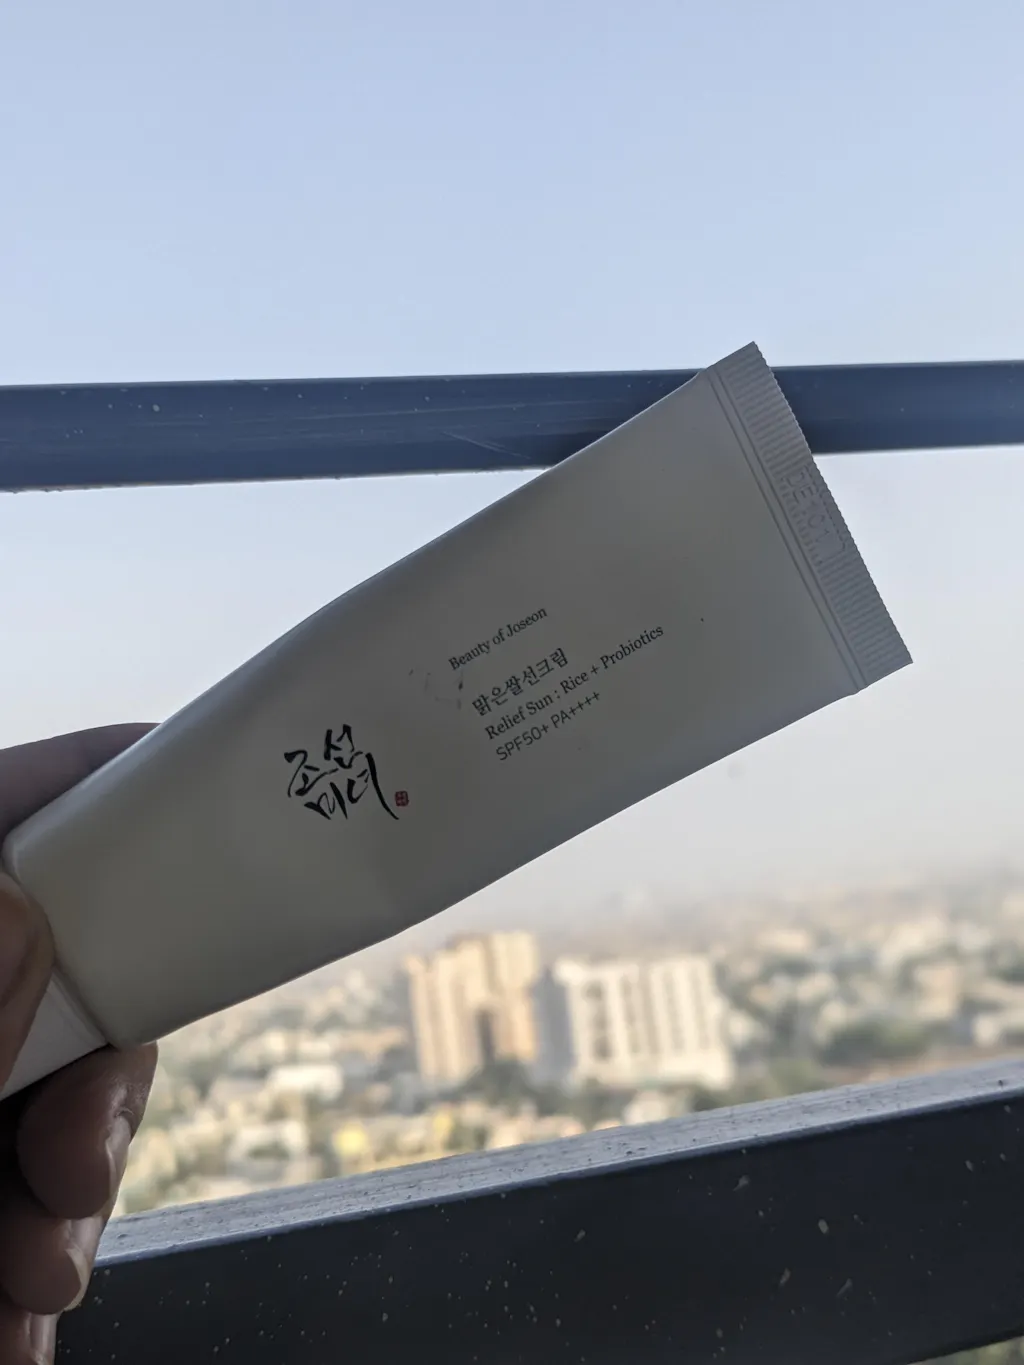 조선
미녀
Beauty of Joseon
맑은쌀선크림
Relief Sun : Rice + Probiotics
SPF50+ PA++++